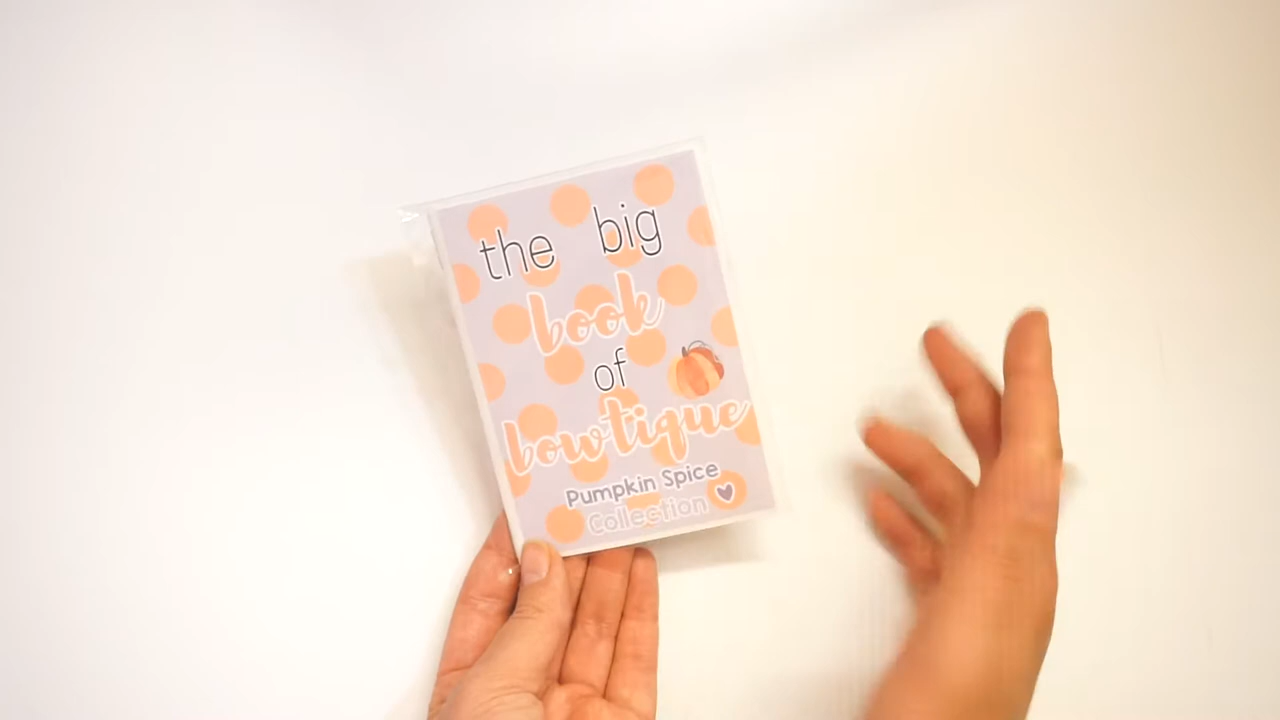 the big
book
of
bowtique
Pumpkin Spice
Collection